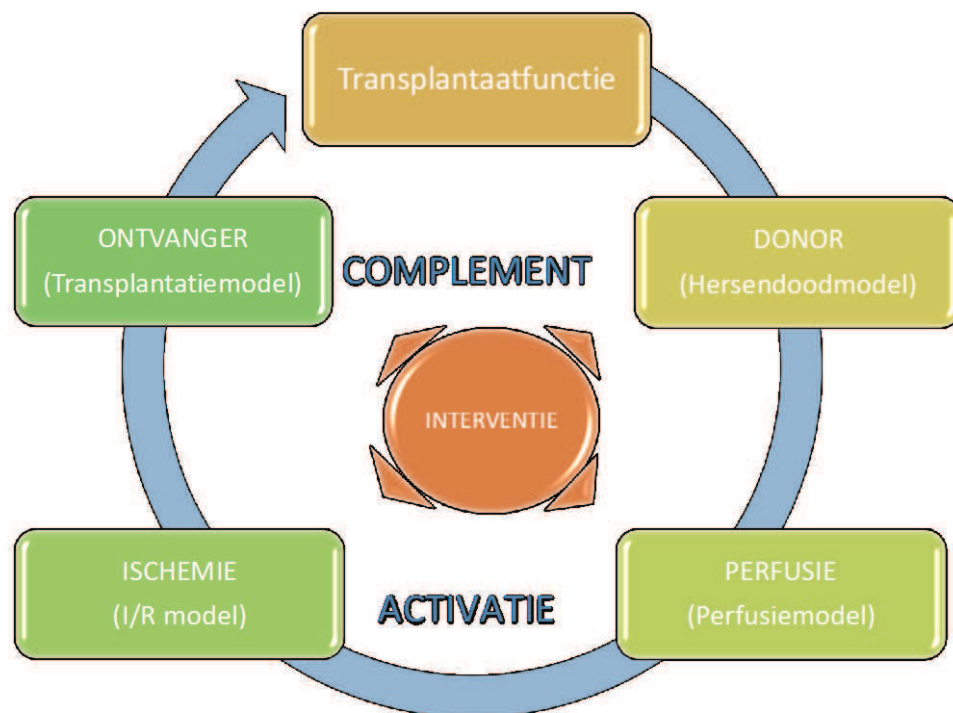 Transplantaatfunctie
ONTVANGER
(Transplantatiemodel)
COMPLEMENT
DONOR
(Hersendoodmodel)
INTERVENTIE
ISCHEMIE
(I/R model)
ACTIVATIE
PERFUSIE
(Perfusiemodel)